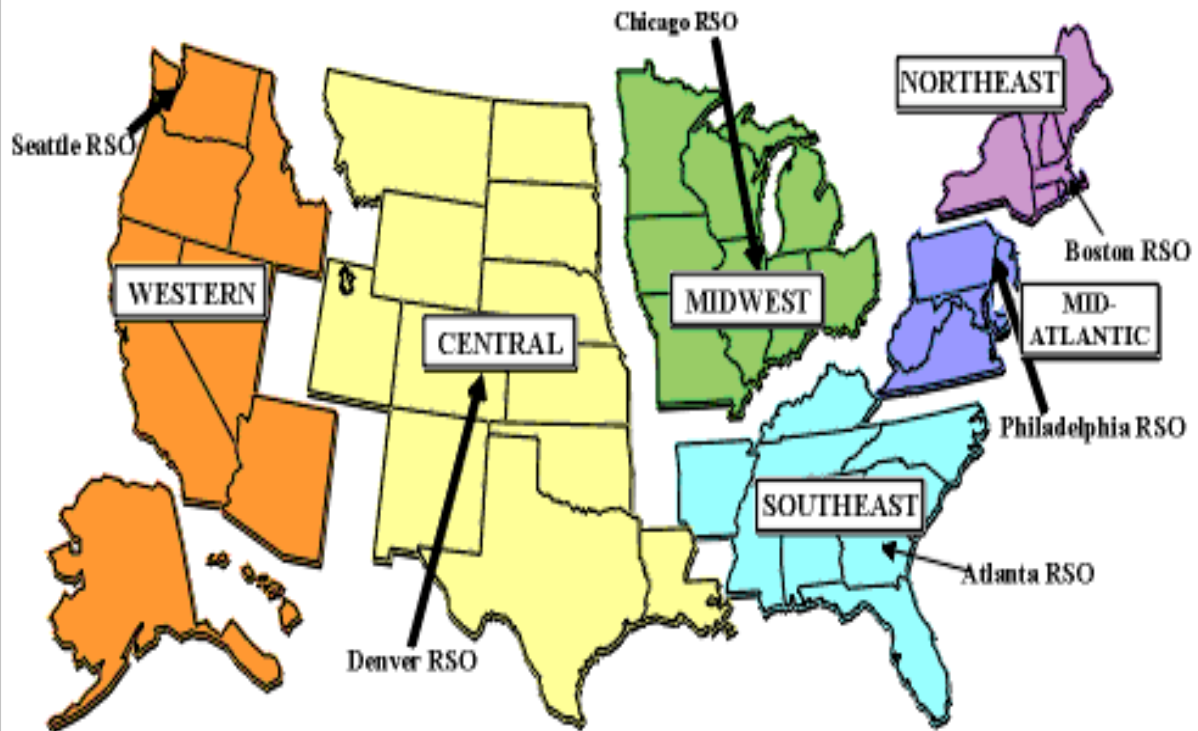 Chicago RSO
NORTHEAST
Seattle RSO
Boston RSO
WESTERN
MIDWEST
MID-
ATLANTIC
CENTRAL
Philadelphia RSO
SOUTHEAST
Atlanta RSO
Denver RSO